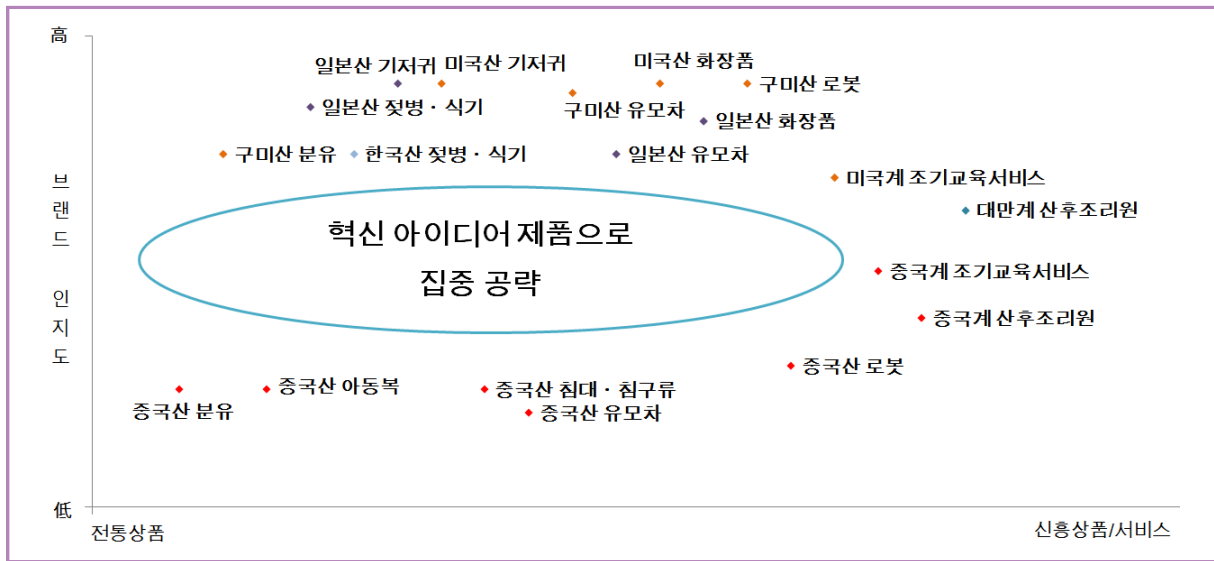 高
일본산 기저귀
미국산 기저귀
미국산 화장품
구미산 로봇
일본산 젖병 · 식기
구미산 유모차
일본산 화장품
구미산 분유
한국산 젖병 · 식기
일본산 유모차
미국계 조기교육서비스
대만계 산후조리원
브랜드 인지도
혁신 아이디어 제품으로
집중 공략
중국계 조기교육서비스
중국계 산후조리원
중국산 로봇
중국산 분유
중국산 아동복
중국산 침대 · 침구류
중국산 유모차
低
전통상품
신흥상품/서비스